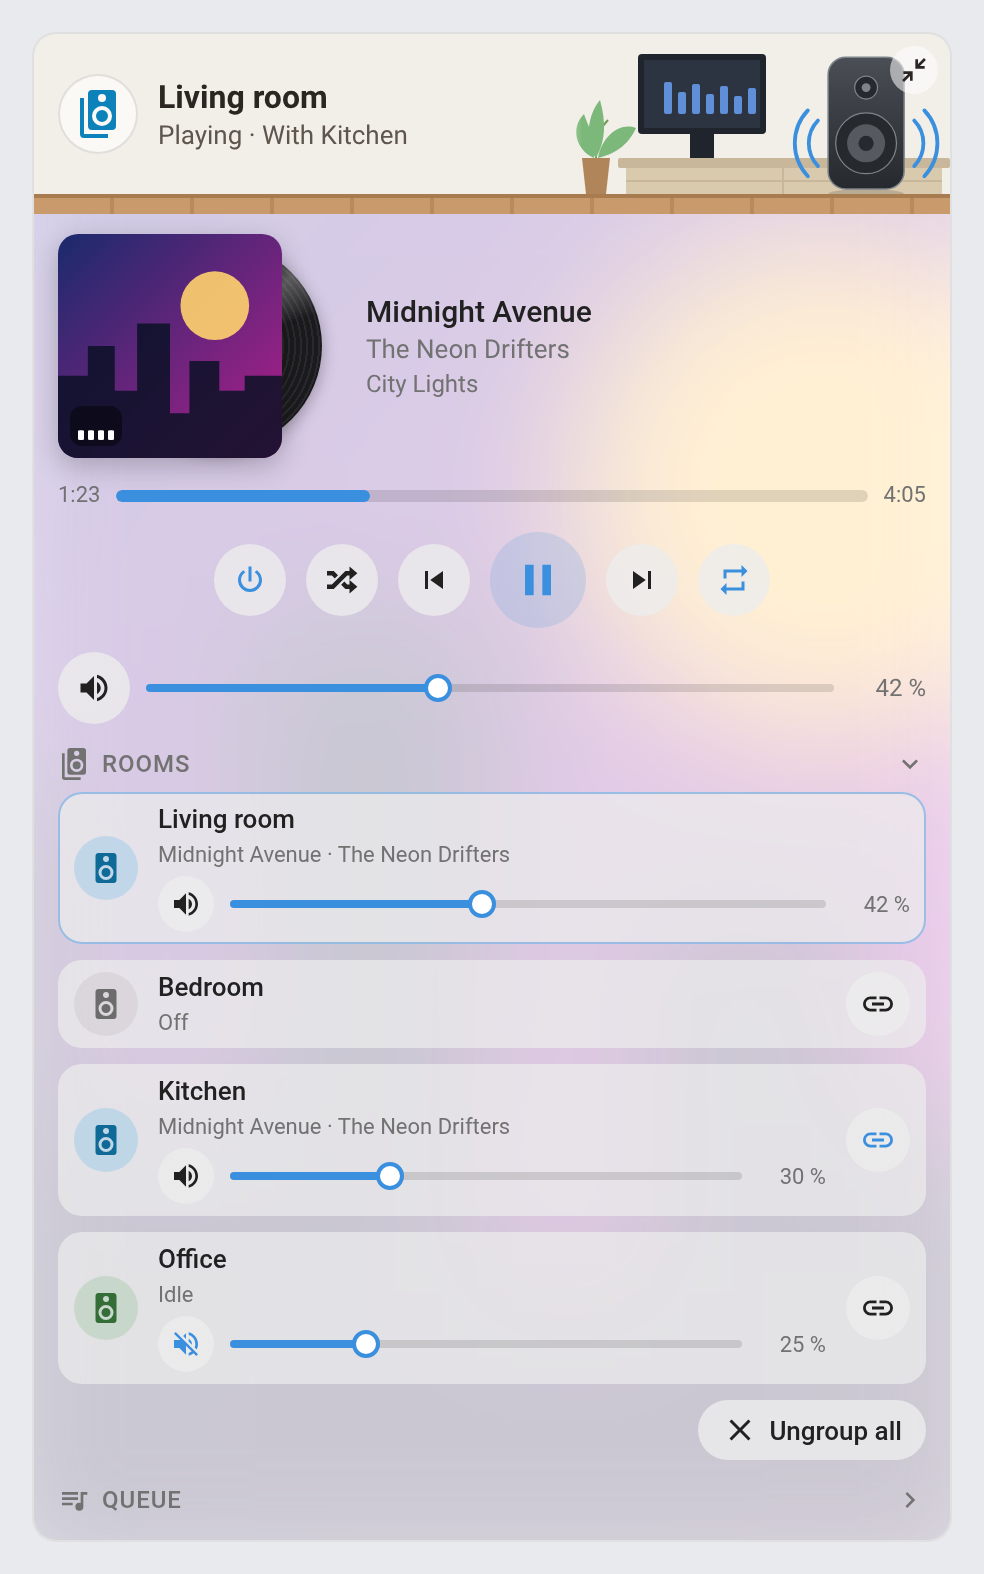 Living room
Playing · With Kitchen
Midnight Avenue
The Neon Drifters
City Lights
1:23
4:05
42 %
ROOMS
Living room
Midnight Avenue · The Neon Drifters
42 %
Bedroom
Off
Kitchen
Midnight Avenue · The Neon Drifters
30 %
Office
Idle
25 %
Ungroup all
QUEUE